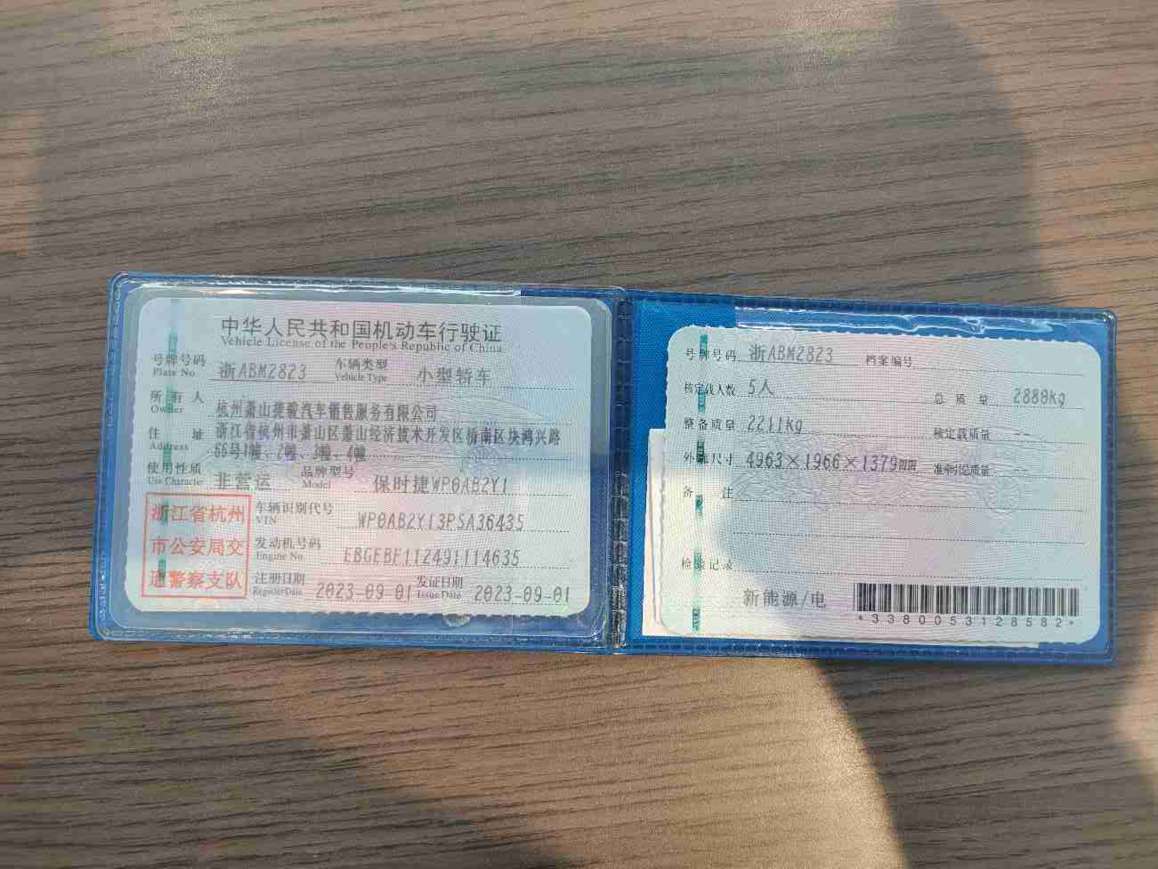 中华人民共和国机动车行驶证
Vehicle License of the People's Republic of China
号牌号码 浙ABM2823 车辆类型 小型轿车
Plate No Vehicle Type
所有人 杭州萧山捷骏汽车销售服务有限公司
Owner
住址 浙江省杭州市萧山区萧山经济技术开发区桥南区块鸿兴路
Address
66号1幢、2幢、3幢、4幢
使用性质 非营运 品牌型号 保时捷WP0AB2Y1
Use Character Model
浙江省杭州
市公安局交
通警察支队
车辆识别代号 WP0AB2Y13PSA36435
VIN
发动机号码 EBGEBF112491114635
Engine No
注册日期 2023-09-01 发证日期 2023-09-01
Register Date Issue Date
号牌号码 浙ABM2823 档案编号
核定载人数 5人 总质量 2880kg
整备质量 2211kg 核定载质量 --
外廓尺寸 4963×1966×1379mm 准牵引总质量 --
备注
检验记录
新能源/电
*3380053128582*